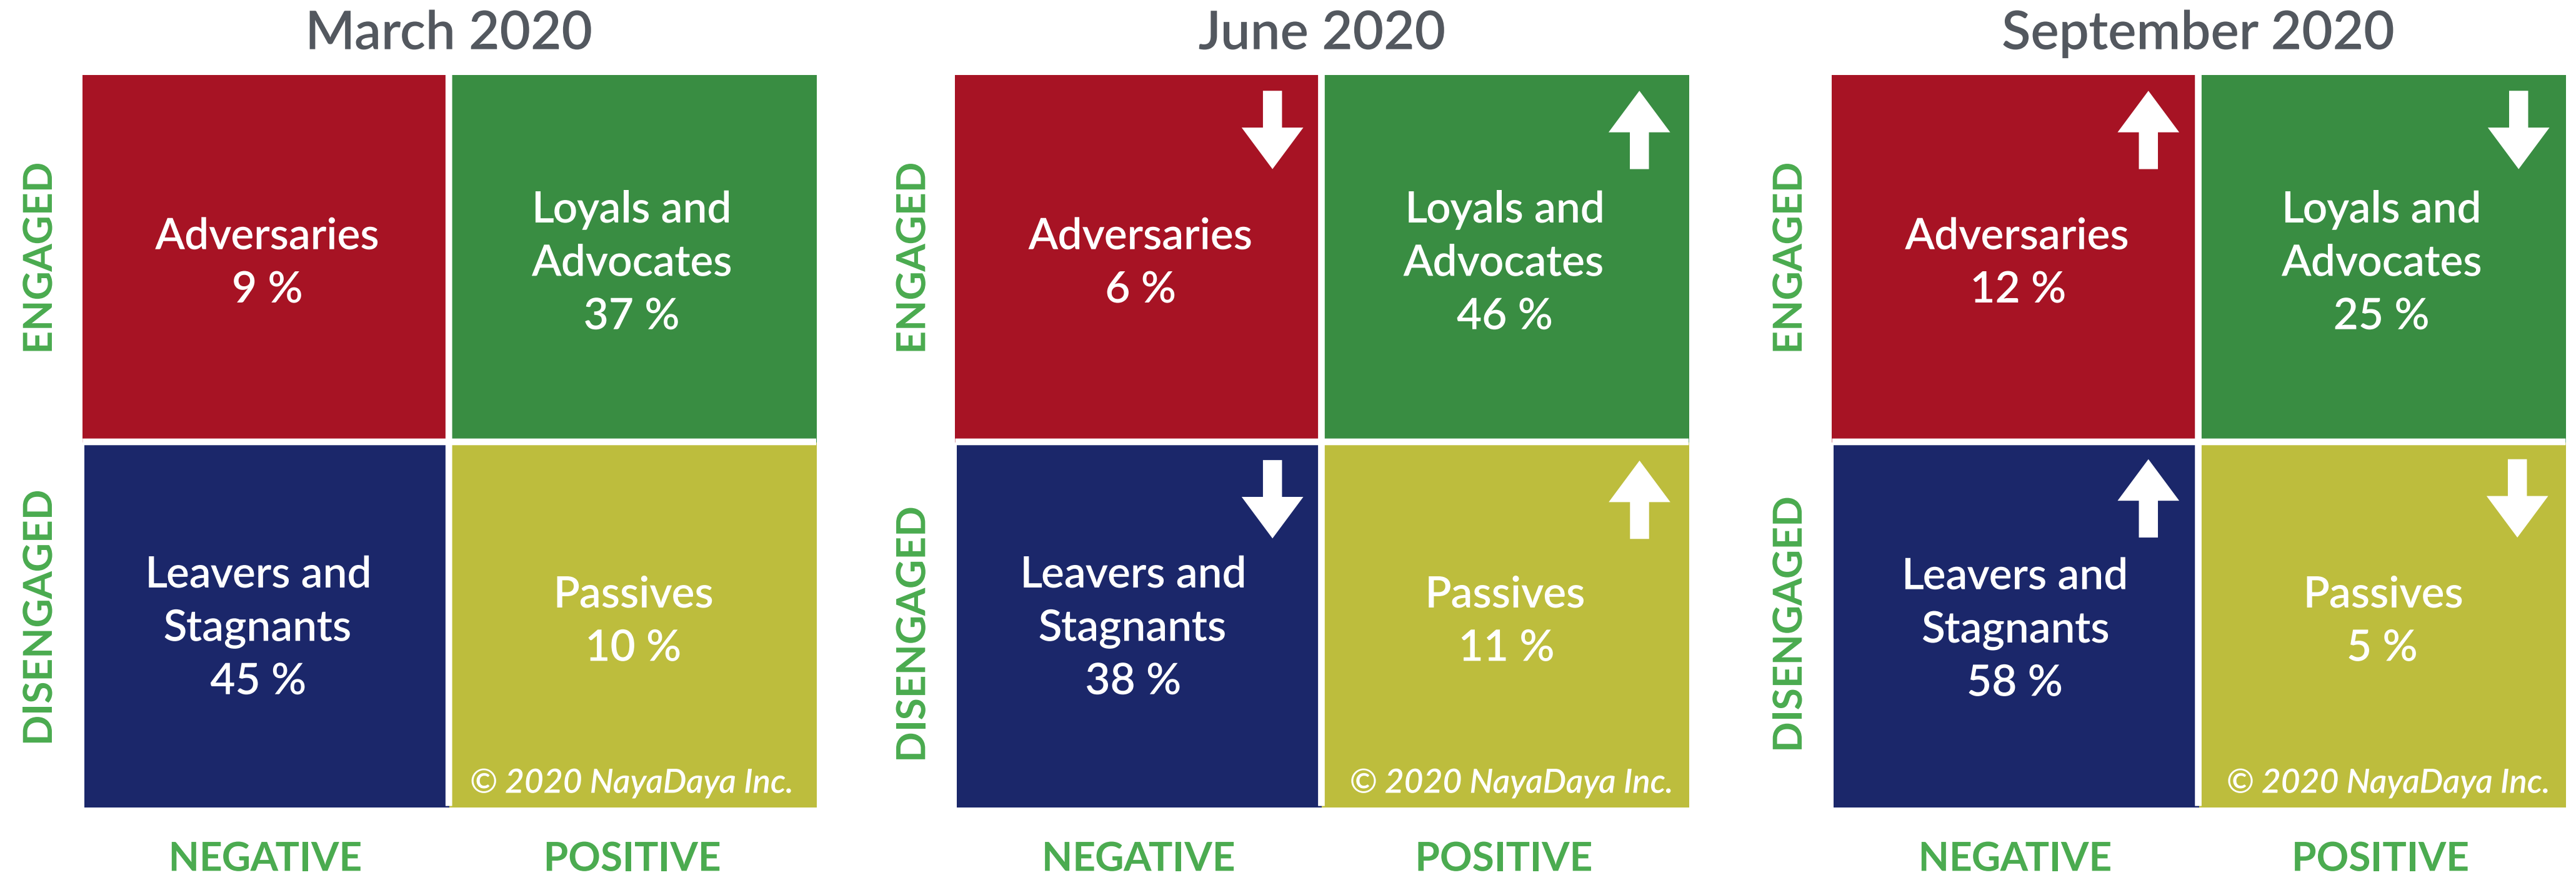 March 2020
ENGAGED
Adversaries
9 %
Loyals and
Advocates
37 %
DISENGAGED
Leavers and
Stagnants
45 %
Passives
10 %
© 2020 NayaDaya Inc.
NEGATIVE
POSITIVE
June 2020
ENGAGED
Adversaries
6 %
Loyals and
Advocates
46 %
DISENGAGED
Leavers and
Stagnants
38 %
Passives
11 %
© 2020 NayaDaya Inc.
NEGATIVE
POSITIVE
September 2020
ENGAGED
Adversaries
12 %
Loyals and
Advocates
25 %
DISENGAGED
Leavers and
Stagnants
58 %
Passives
5 %
© 2020 NayaDaya Inc.
NEGATIVE
POSITIVE